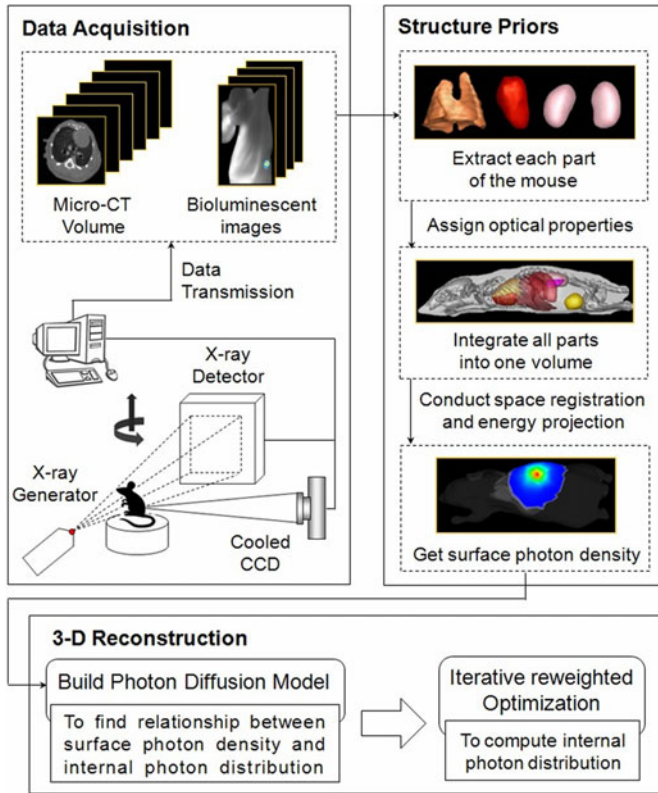 Data Acquisition
Micro-CT
Volume
Bioluminescent
images
Data
Transmission
X-ray
Detector
X-ray
Generator
Cooled
CCD
Structure Priors
Extract each part
of the mouse
Assign optical properties
Integrate all parts
into one volume
Conduct space registration
and energy projection
Get surface photon density
3-D Reconstruction
Build Photon Diffusion Model
To find relationship between
surface photon density and
internal photon distribution
Iterative reweighted
Optimization
To compute internal
photon distribution